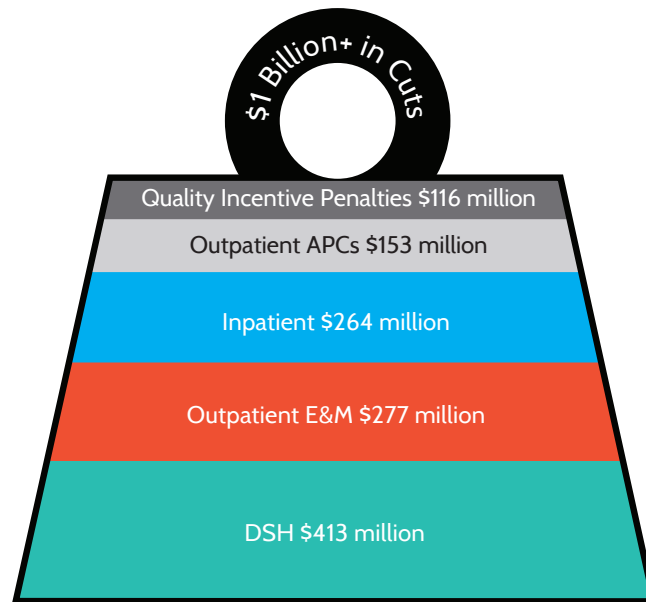 $1 Billion+ in Cuts
Quality Incentive Penalties $116 million
Outpatient APCs $153 million
Inpatient $264 million
Outpatient E&M $277 million
DSH $413 million